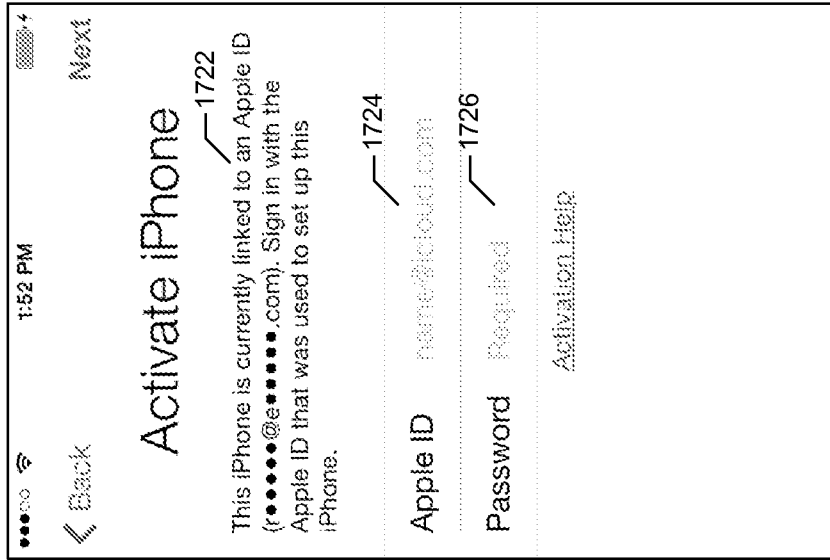 1:52 PM
Back
Next
Activate iPhone
1722
This iPhone is currently linked to an Apple ID
(r●●●●●@e●●●●●●.com). Sign in with the
Apple ID that was used to set up this
iPhone.
1724
Apple ID name@icloud.com
1726
Password Required
Activation Help